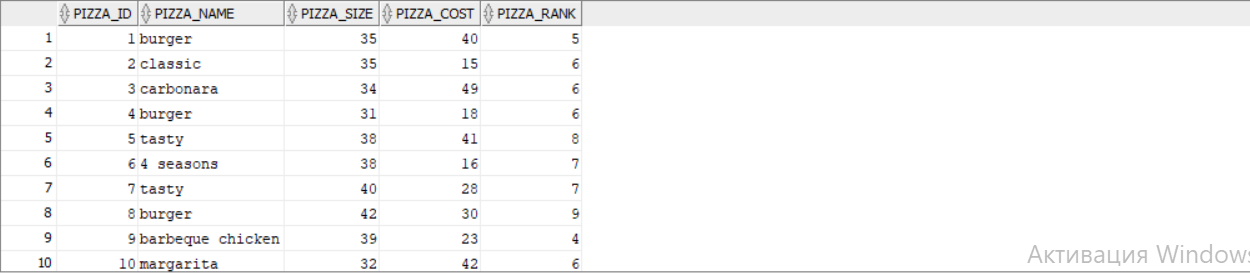 PIZZA_ID PIZZA_NAME PIZZA_SIZE PIZZA_COST PIZZA_RANK
1 1 burger 35 40 5
2 2 classic 35 15 6
3 3 carbonara 34 49 6
4 4 burger 31 18 6
5 5 tasty 38 41 8
6 6 4 seasons 38 16 7
7 7 tasty 40 28 7
8 8 burger 42 30 9
9 9 barbeque chicken 39 23 4
10 10 margarita 32 42 6
Активация Windows